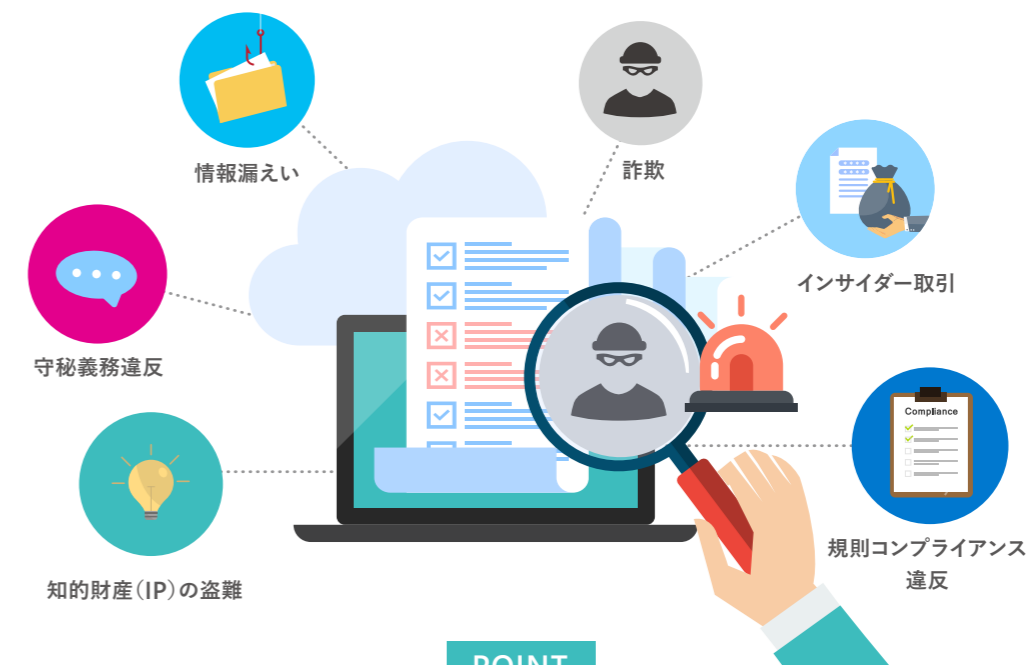 情報漏えい
詐欺
インサイダー取引
守秘義務違反
Compliance
規則コンプライアンス
違反
知的財産(IP)の盗難
POINT